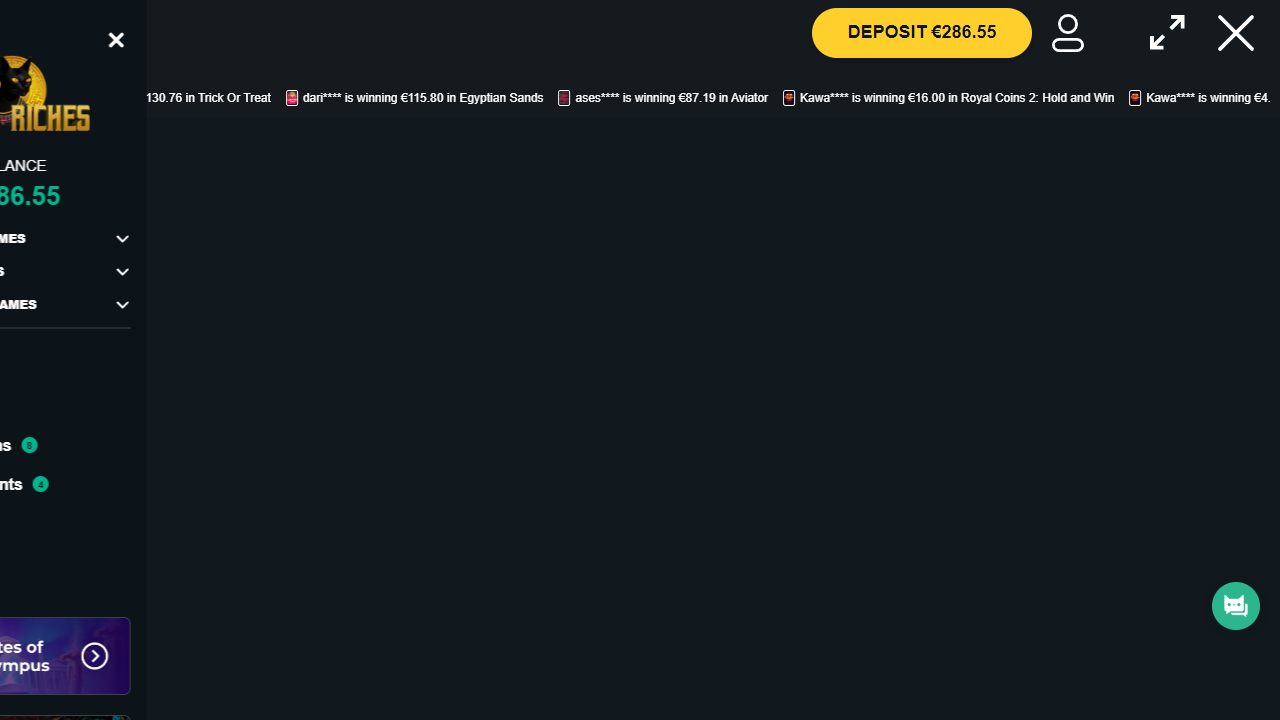 DEPOSIT €286.55
RICHES
130.76 in Trick Or Treat dari**** is winning €115.80 in Egyptian Sands ases**** is winning €87.19 in Aviator Kawa**** is winning €16.00 in Royal Coins 2: Hold and Win Kawa**** is winning €4.
LANCE
86.55
MES
S
AMES
ns 8
nts 4
tes of
ympus